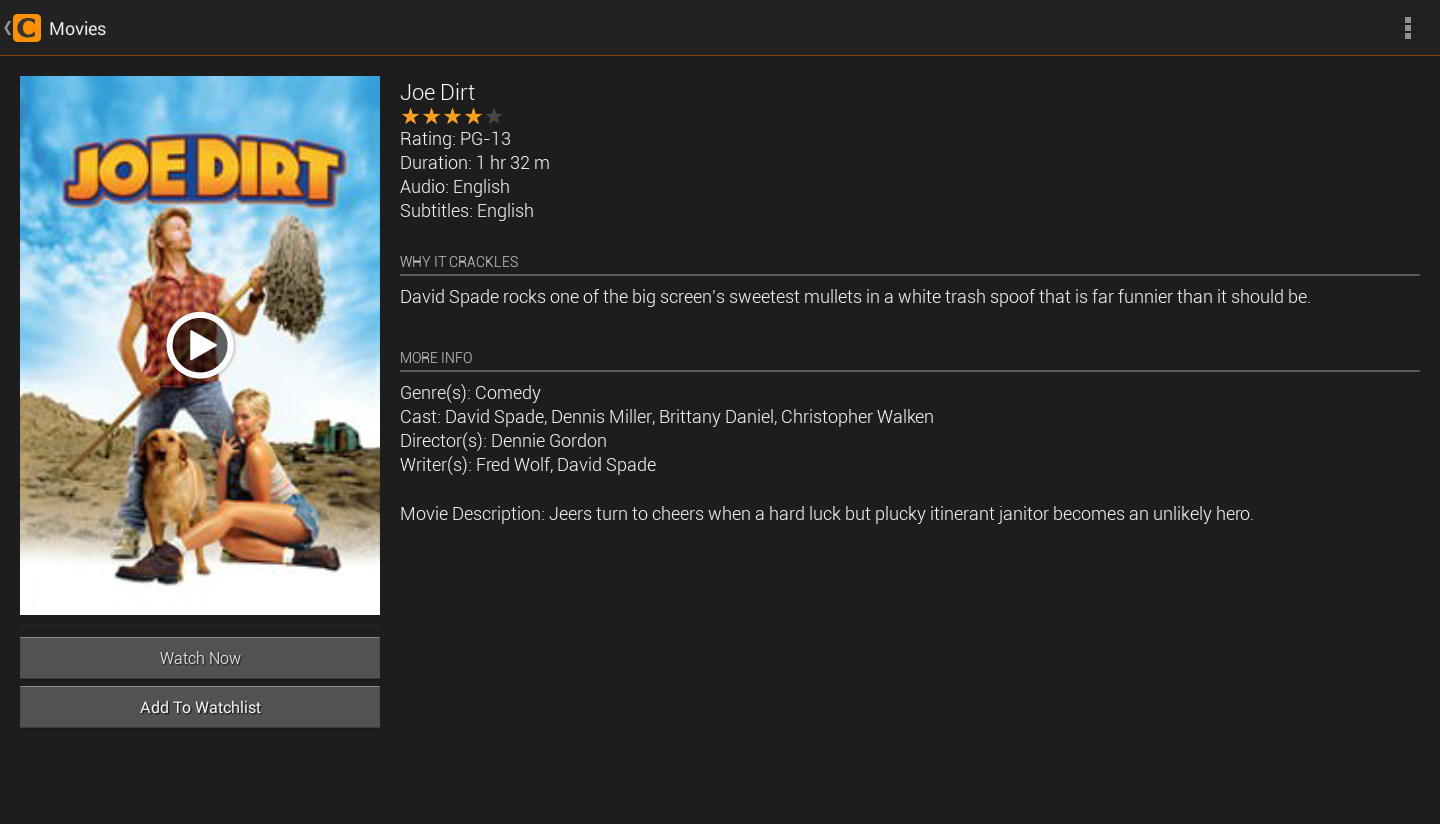 C Movies
JOE DIRT
Joe Dirt
Rating: PG-13
Duration: 1 hr 32 m
Audio: English
Subtitles: English
WHY IT CRACKLES
David Spade rocks one of the big screen's sweetest mullets in a white trash spoof that is far funnier than it should be.
MORE INFO
Genre(s): Comedy
Cast: David Spade, Dennis Miller, Brittany Daniel, Christopher Walken
Director(s): Dennie Gordon
Writer(s): Fred Wolf, David Spade
Movie Description: Jeers turn to cheers when a hard luck but plucky itinerant janitor becomes an unlikely hero.
Watch Now
Add To Watchlist